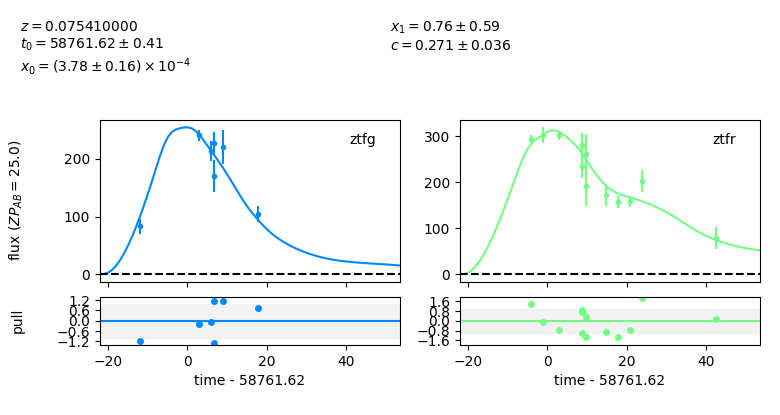 z = 0.075410000
t₀ = 58761.62 ± 0.41
x₀ = (3.78 ± 0.16) × 10⁻⁴
x₁ = 0.76 ± 0.59
c = 0.271 ± 0.036
flux (ZP_AB = 25.0)
200
100
0
ztfg
300
200
100
0
ztfr
pull
1.2
0.6
0.0
−0.6
−1.2
−20 0 20 40
time - 58761.62
1.6
0.8
0.0
−0.8
−1.6
−20 0 20 40
time - 58761.62